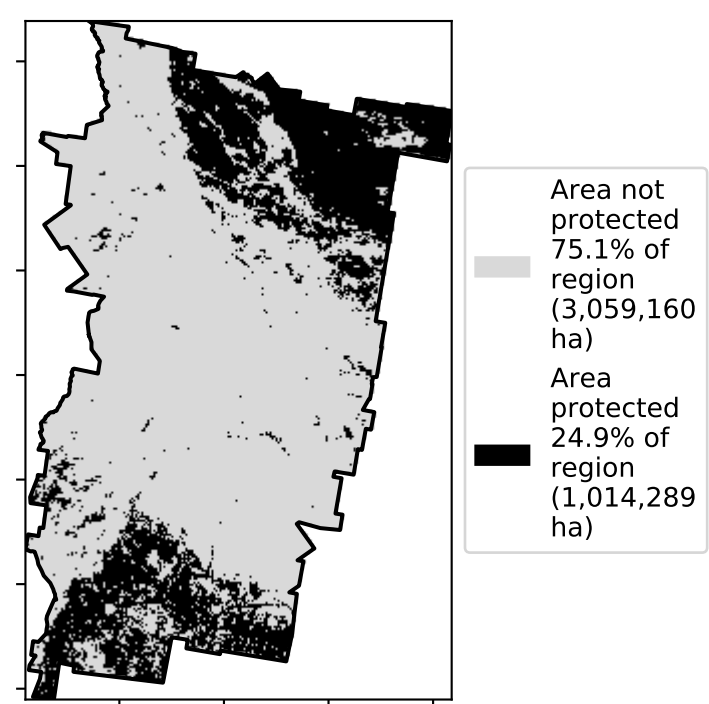 Area not
protected
75.1% of
region
(3,059,160
ha)
Area
protected
24.9% of
region
(1,014,289
ha)